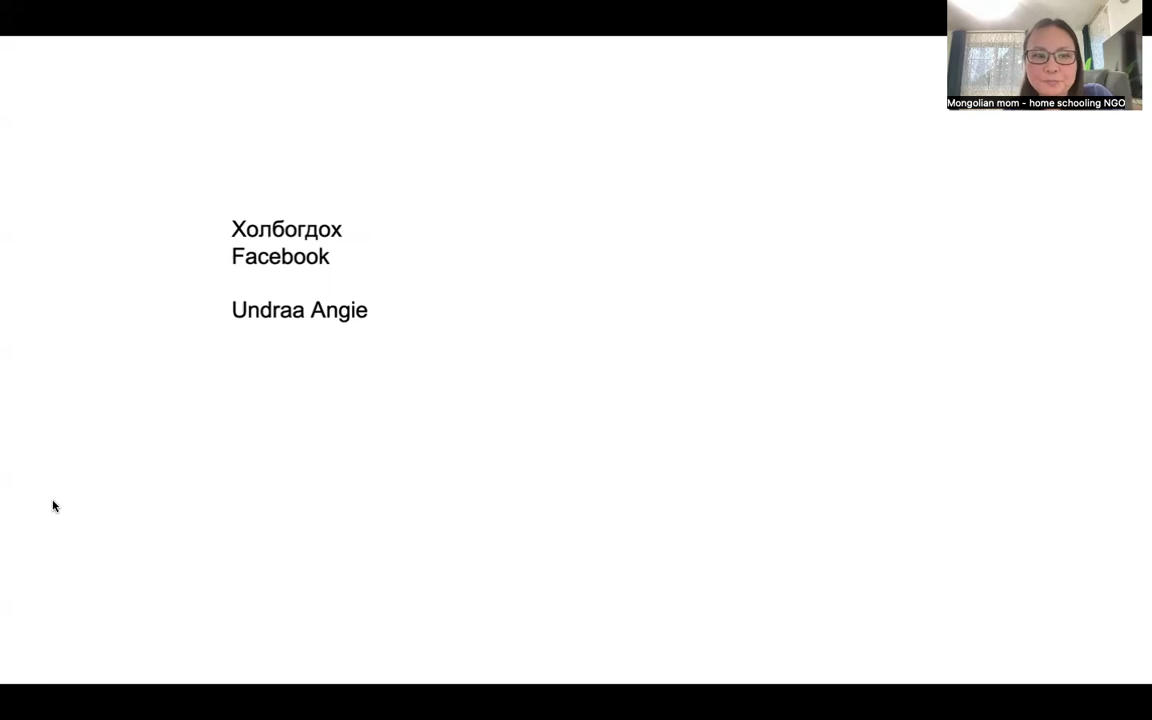 Mongolian mom - home schooling NGO
Холбогдох
Facebook
Undraa Angie